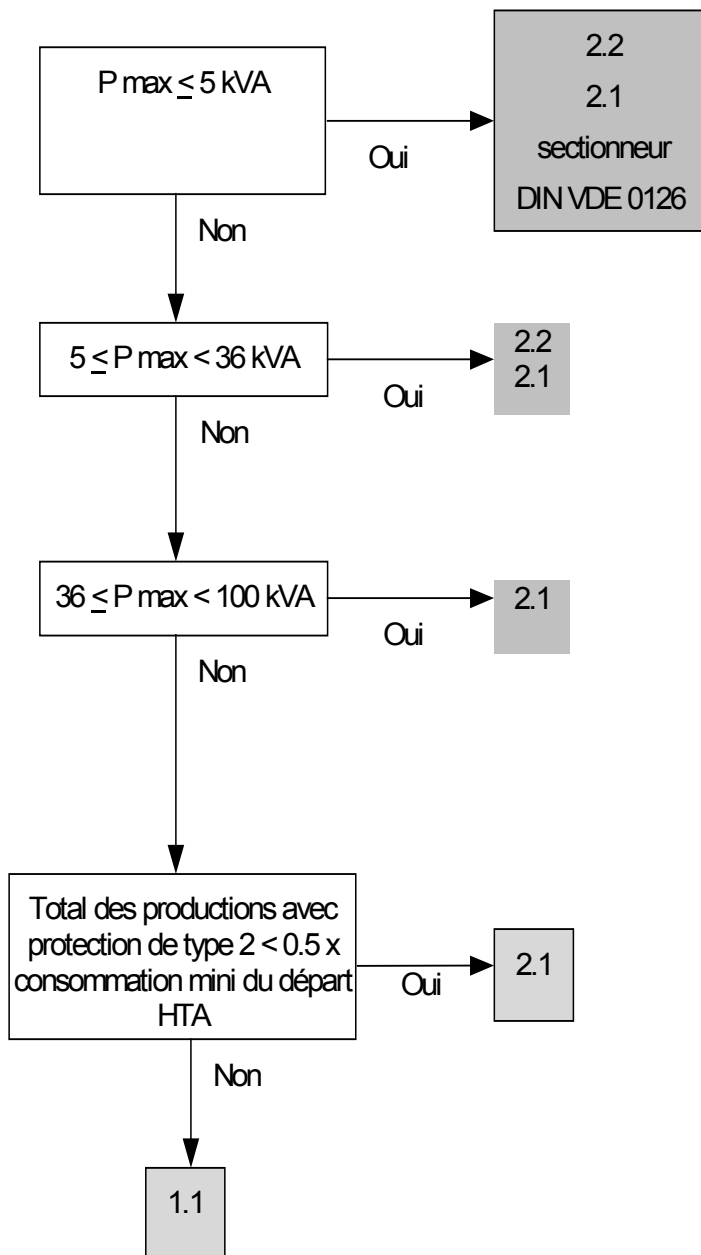 P max ≤ 5 kVA
2.2
2.1
sectionneur
DIN VDE 0126
Oui
Non
5 ≤ P max < 36 kVA
2.2
2.1
Oui
Non
36 ≤ P max < 100 kVA
2.1
Oui
Non
Total des productions avec
protection de type 2 < 0.5 x
consommation mini du départ
HTA
2.1
Oui
Non
1.1